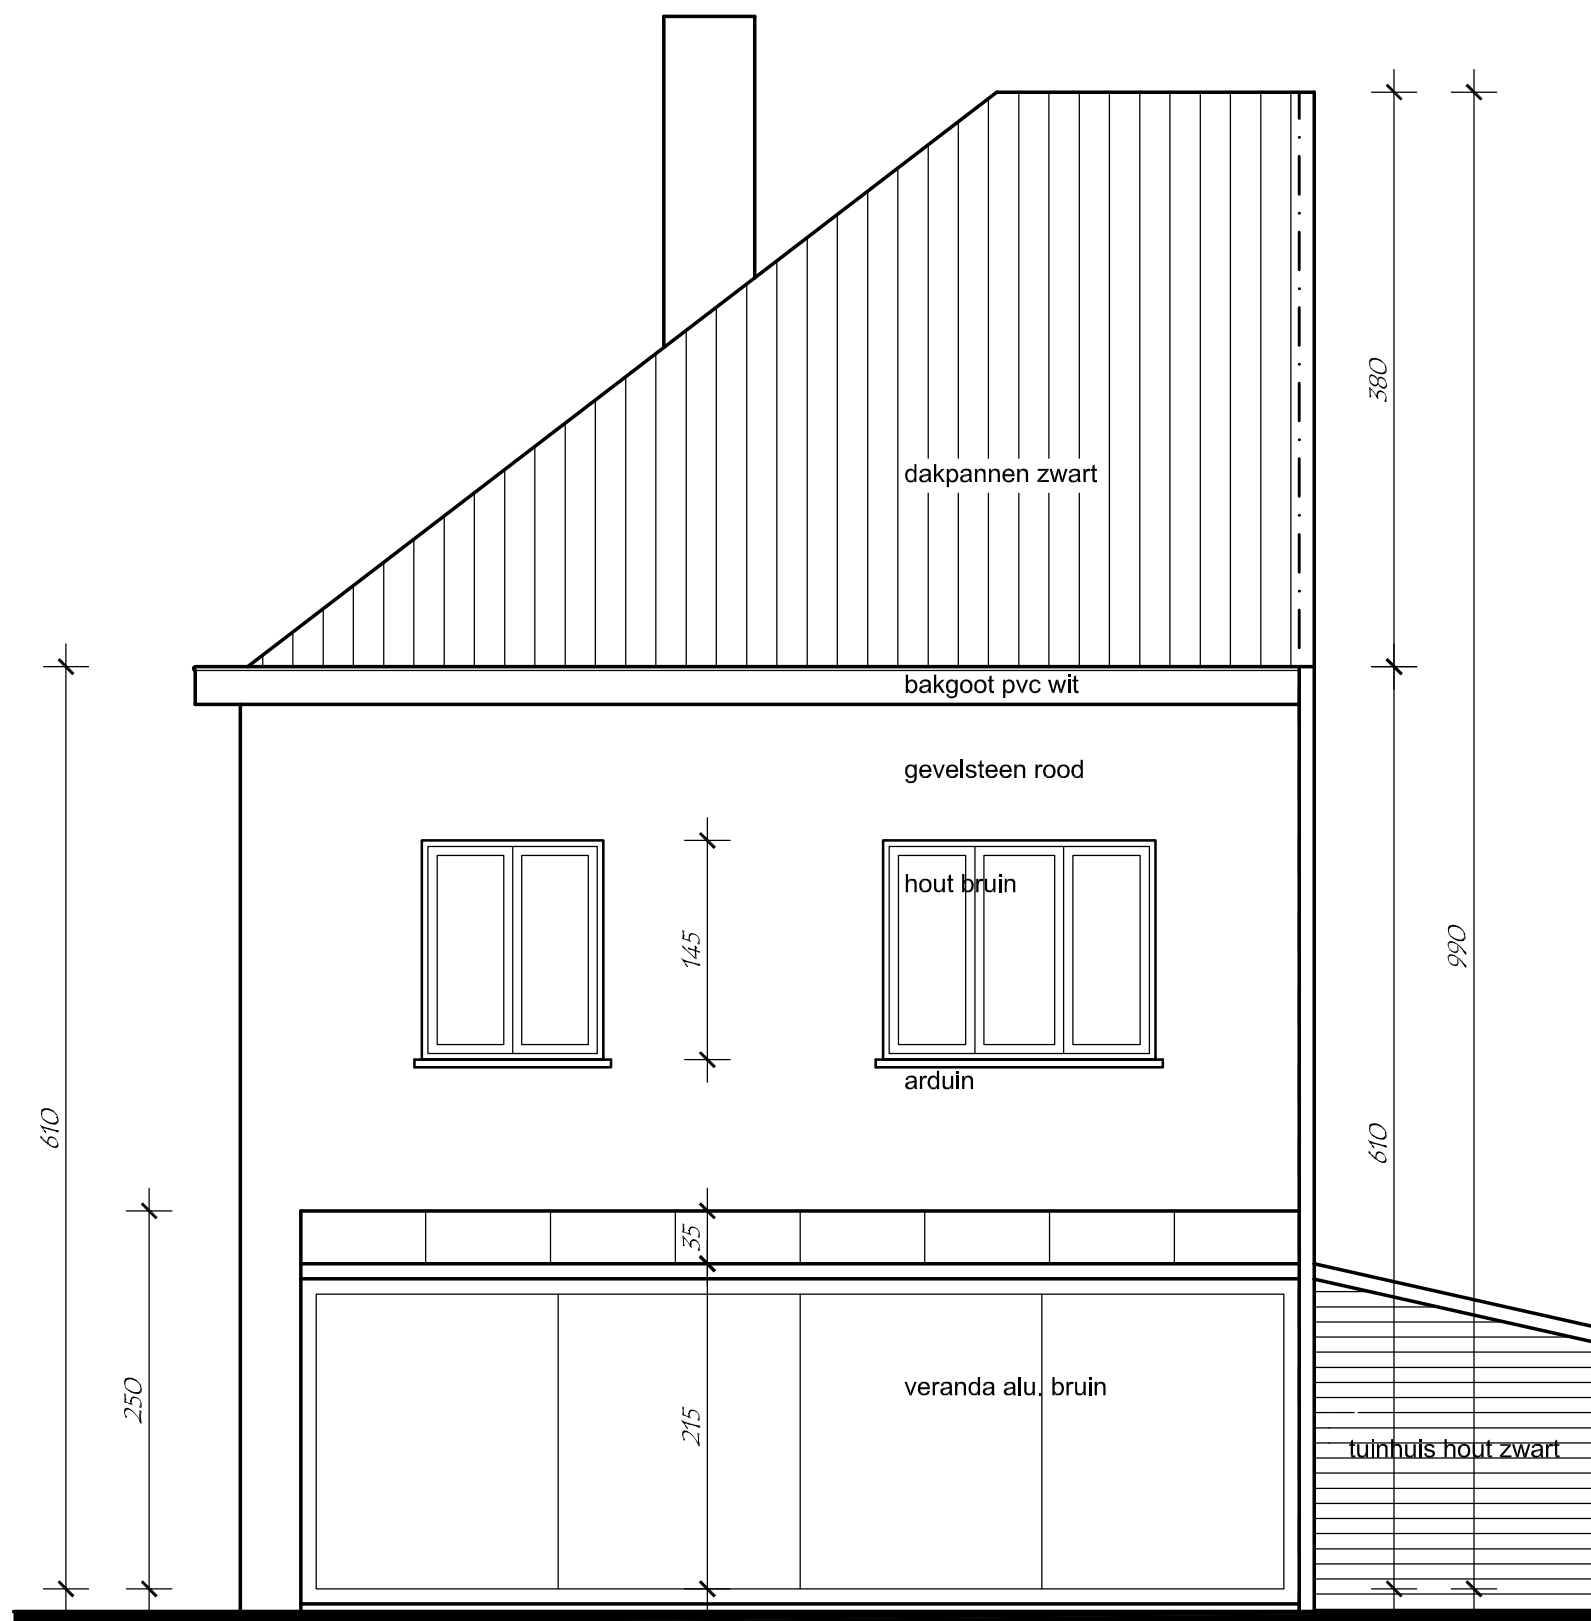 380
dakpannen zwart
bakgoot pvc wit
gevelsteen rood
hout bruin
145
990
arduin
610
610
35
250
veranda alu. bruin
215
tuinhuis hout zwart